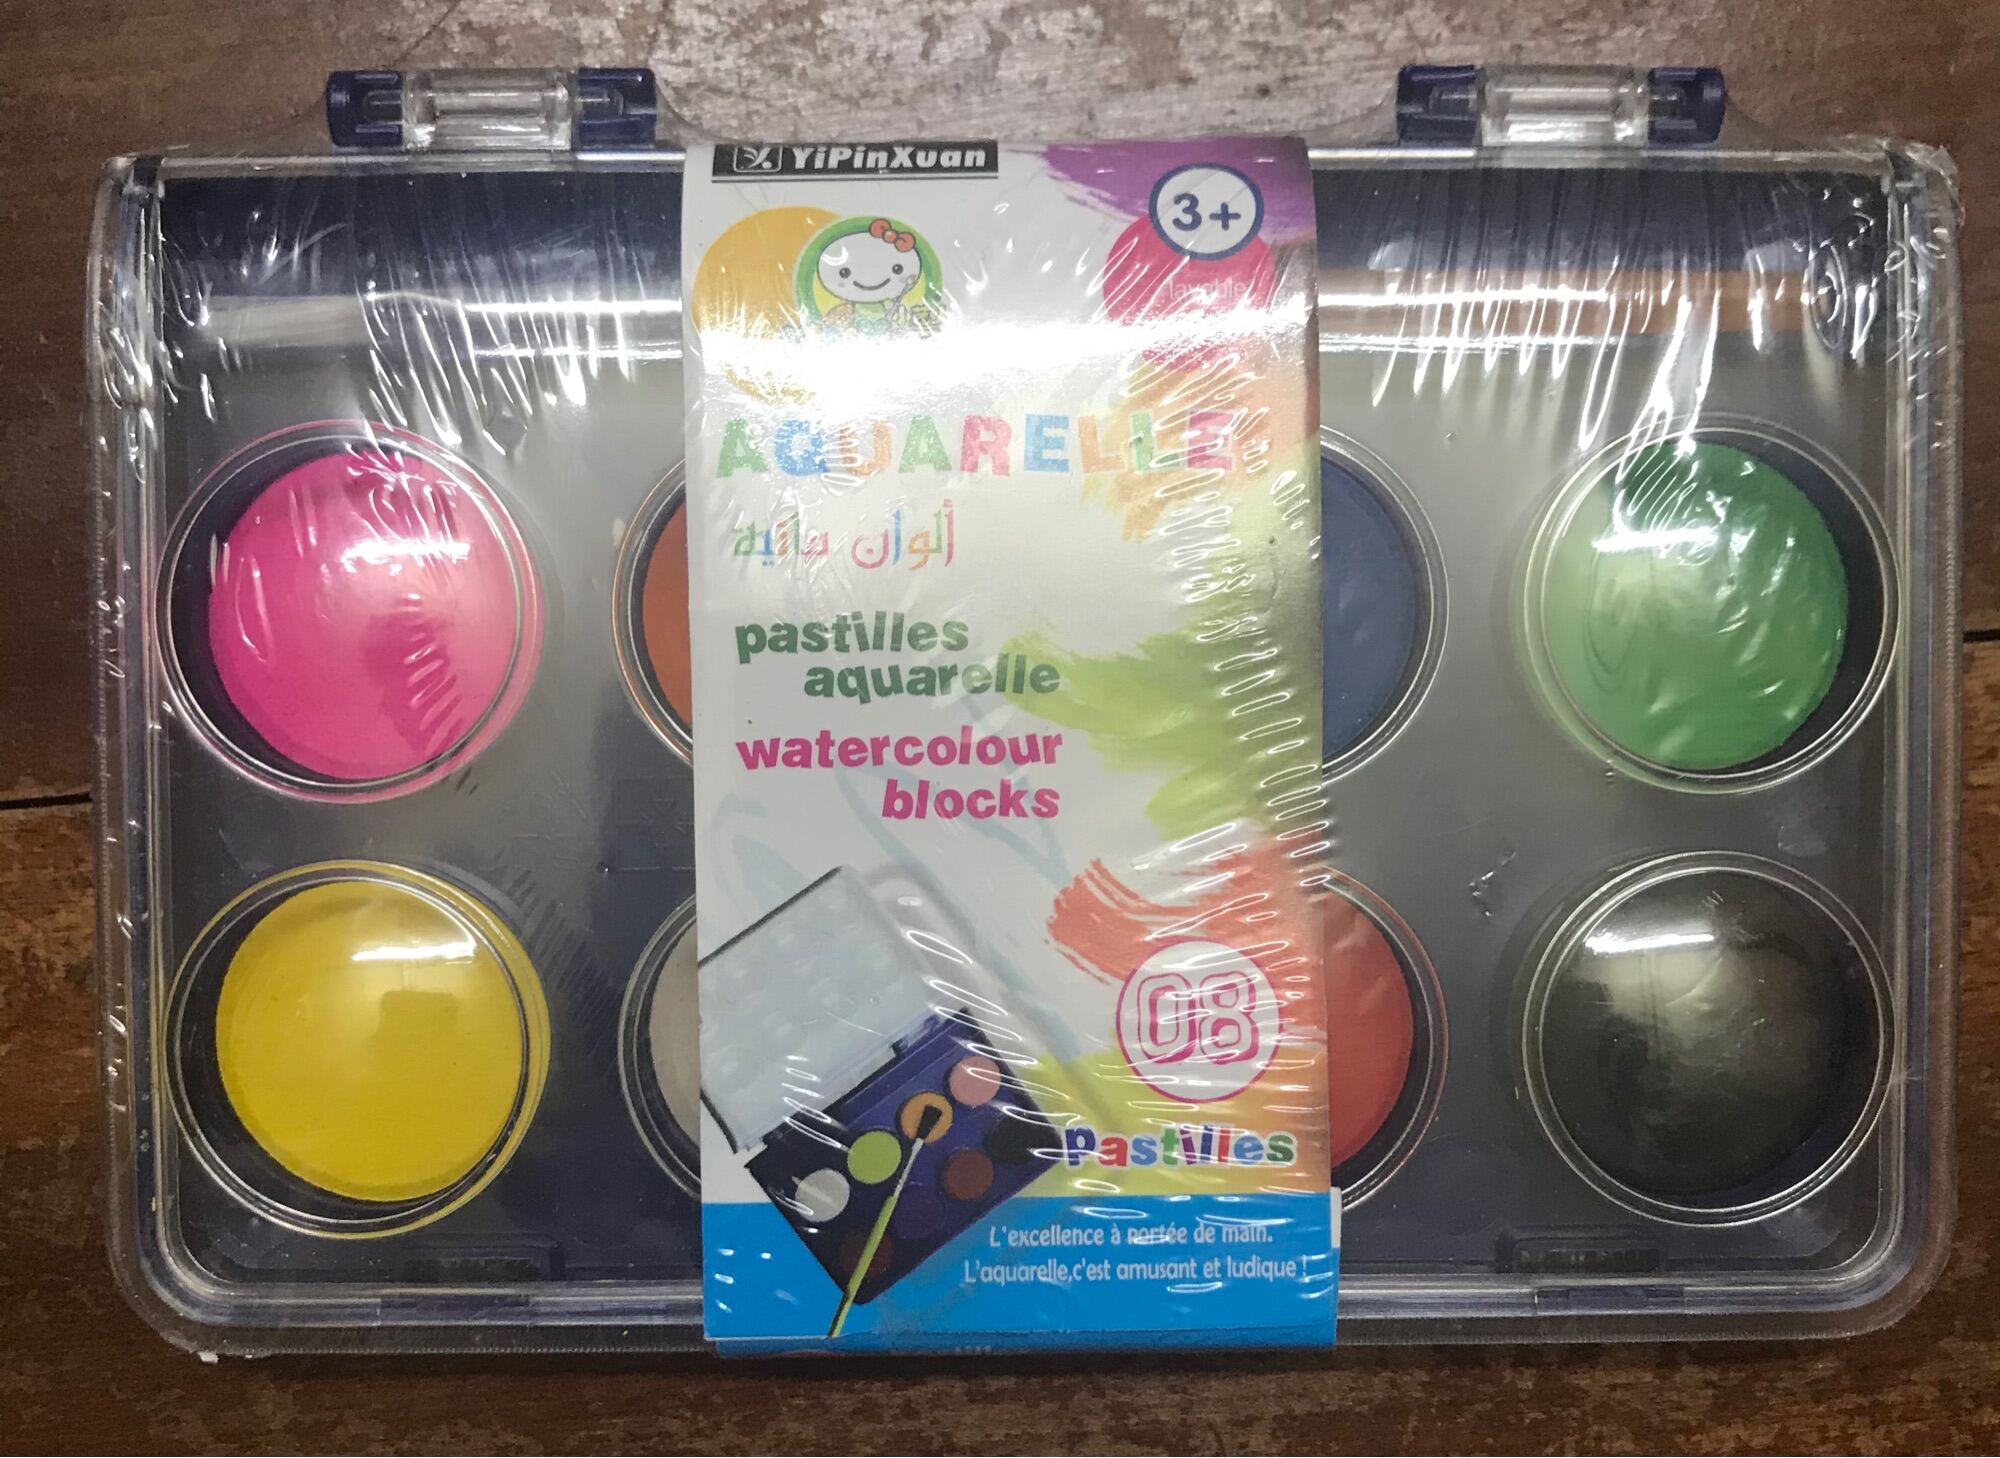 YiPinXuan
3+
lavable
AQUARELLE
ألوان مائية
pastilles
aquarelle
watercolour
blocks
08
Pastilles
L'excellence à portée de main.
L'aquarelle,c'est amusant et ludique !